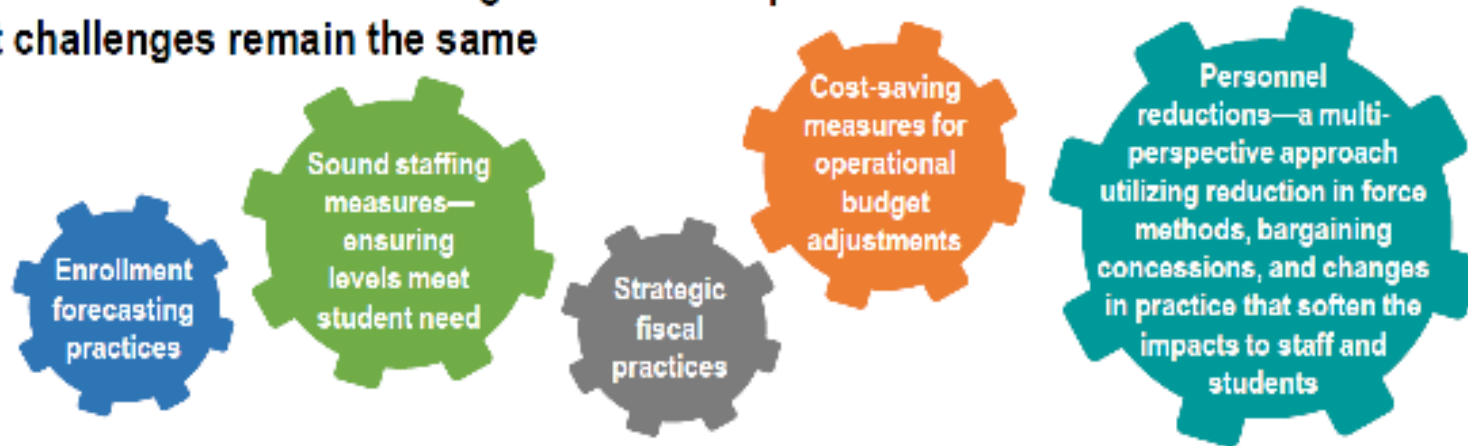 challenges remain the same
Enrollment
forecasting
practices
Sound staffing
measures—
ensuring
levels meet
student need
Strategic
fiscal
practices
Cost-saving
measures for
operational
budget
adjustments
Personnel
reductions—a multi-
perspective approach
utilizing reduction in force
methods, bargaining
concessions, and changes
in practice that soften the
impacts to staff and
students